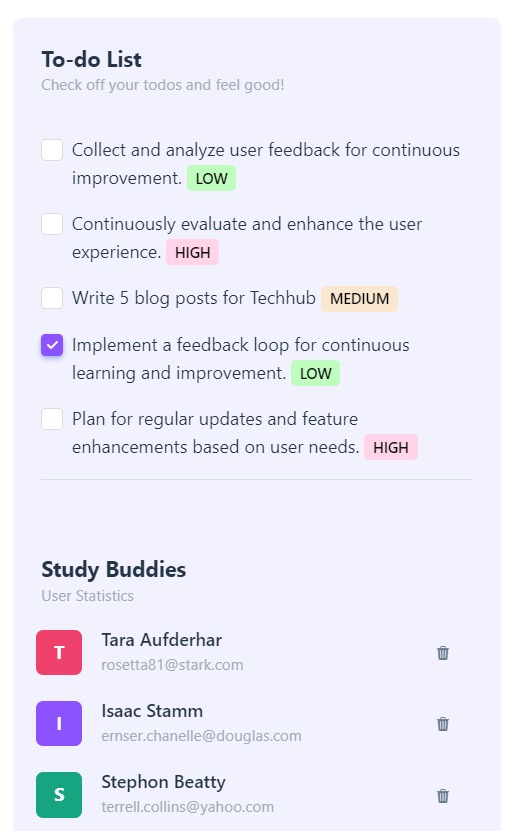 To-do List
Check off your todos and feel good!
Collect and analyze user feedback for continuous
improvement. LOW
Continuously evaluate and enhance the user
experience. HIGH
Write 5 blog posts for Techhub MEDIUM
Implement a feedback loop for continuous
learning and improvement. LOW
Plan for regular updates and feature
enhancements based on user needs. HIGH
Study Buddies
User Statistics
T
Tara Aufderhar
rosetta81@stark.com
I
Isaac Stamm
ernser.chanelle@douglas.com
S
Stephon Beatty
terrell.collins@yahoo.com